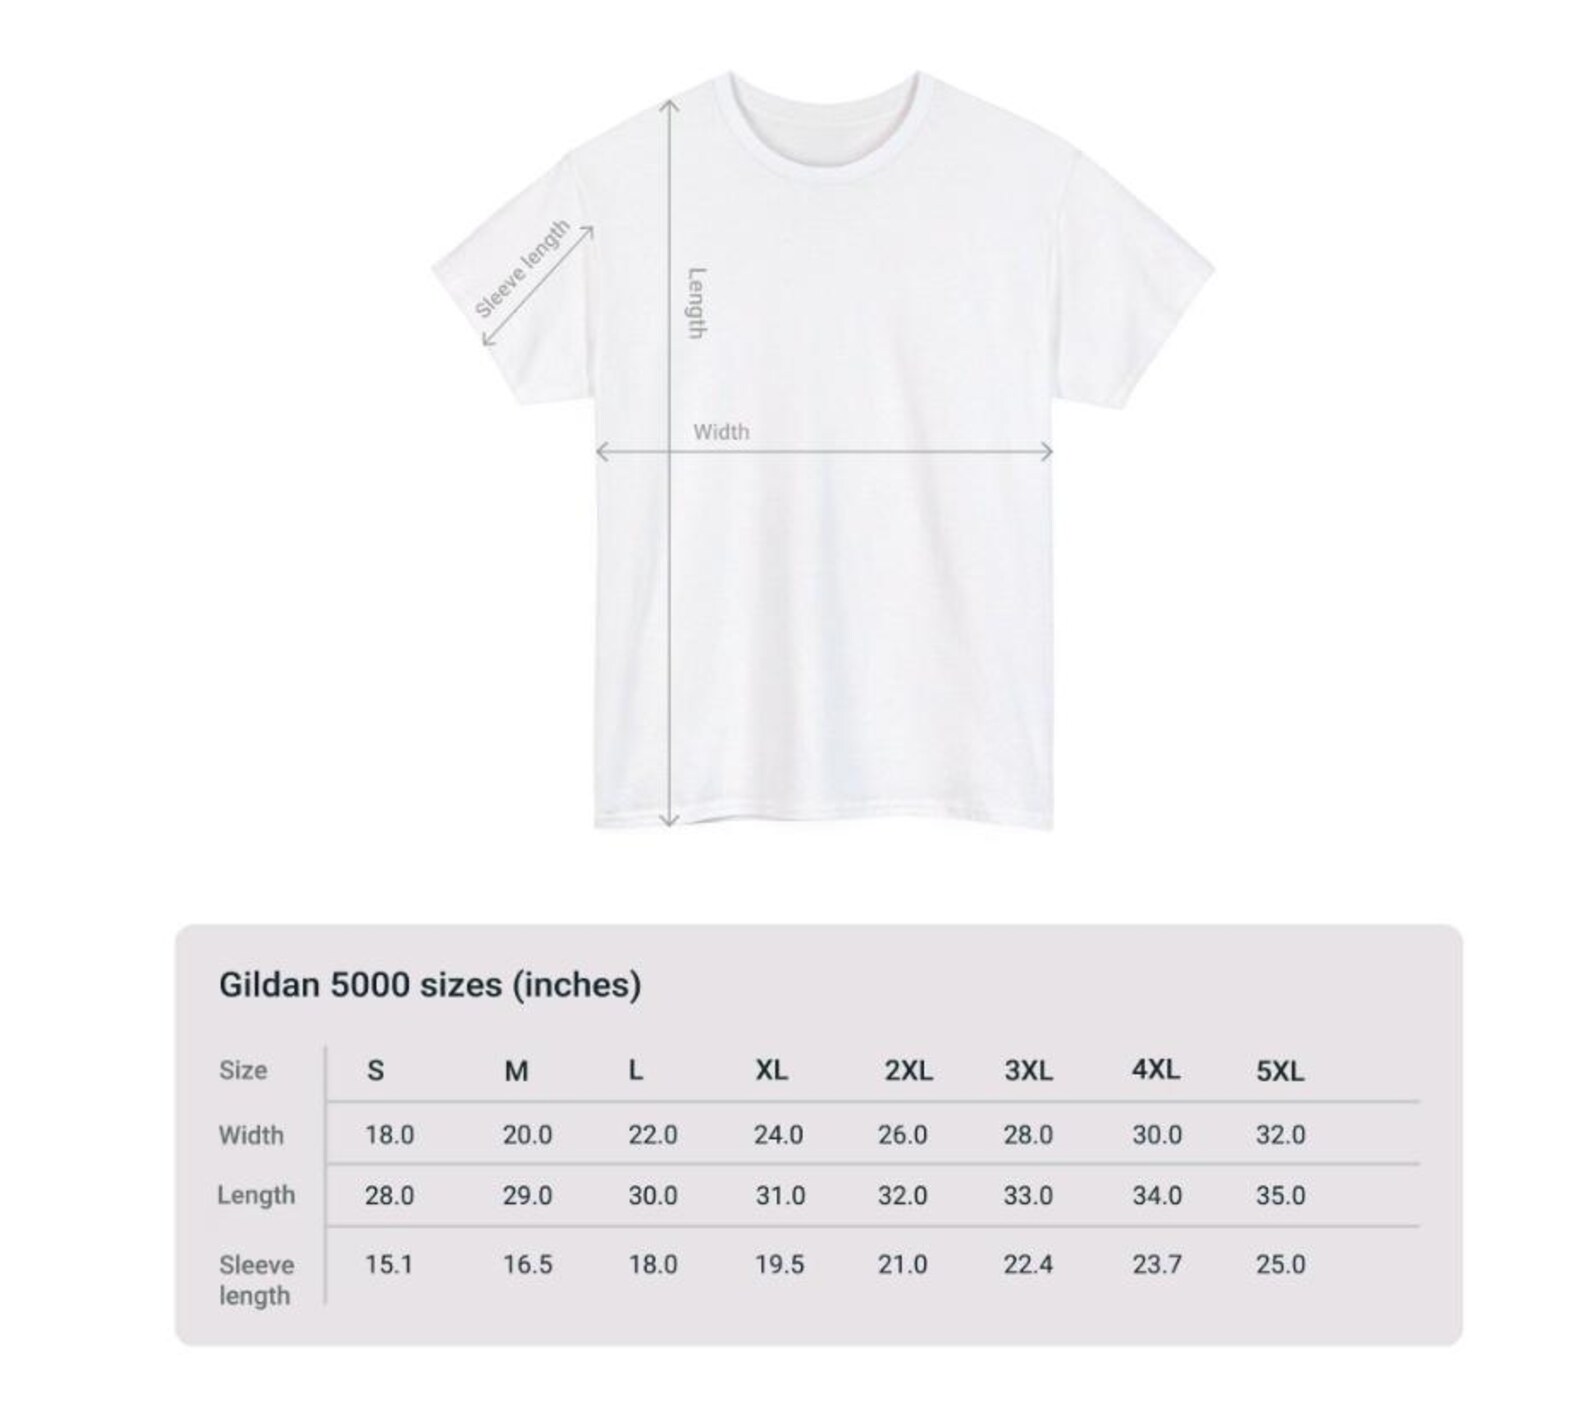 Sleeve length
Length
Width
Gildan 5000 sizes (inches)
Size S M L XL 2XL 3XL 4XL 5XL
Width 18.0 20.0 22.0 24.0 26.0 28.0 30.0 32.0
Length 28.0 29.0 30.0 31.0 32.0 33.0 34.0 35.0
Sleeve length 15.1 16.5 18.0 19.5 21.0 22.4 23.7 25.0